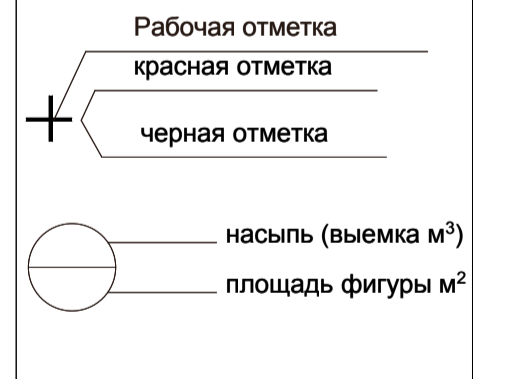 Рабочая отметка
красная отметка
черная отметка
насыпь (выемка м³)
площадь фигуры м²